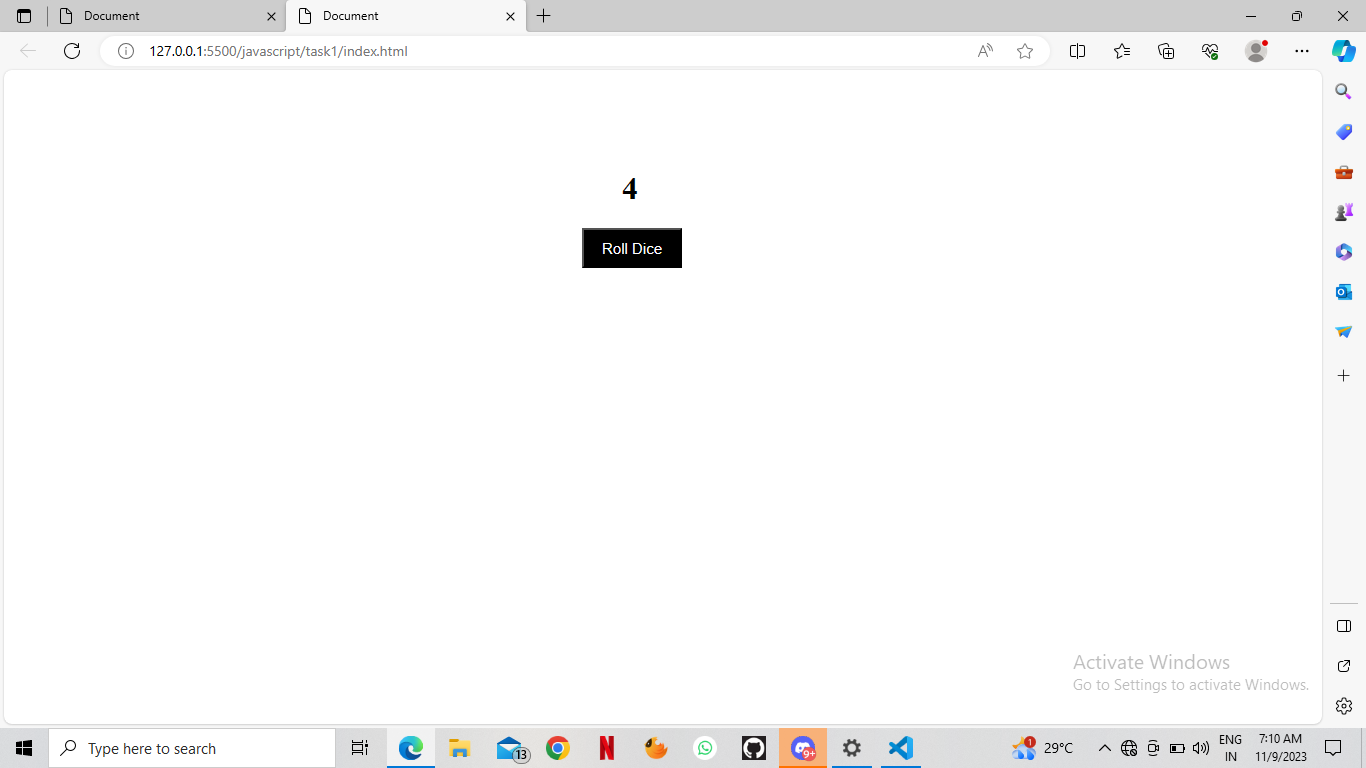 Document
Document
127.0.0.1:5500/javascript/task1/index.html
4
Roll Dice
Activate Windows
Go to Settings to activate Windows.
Type here to search
13
9+
1
29°C
ENG
IN
7:10 AM
11/9/2023